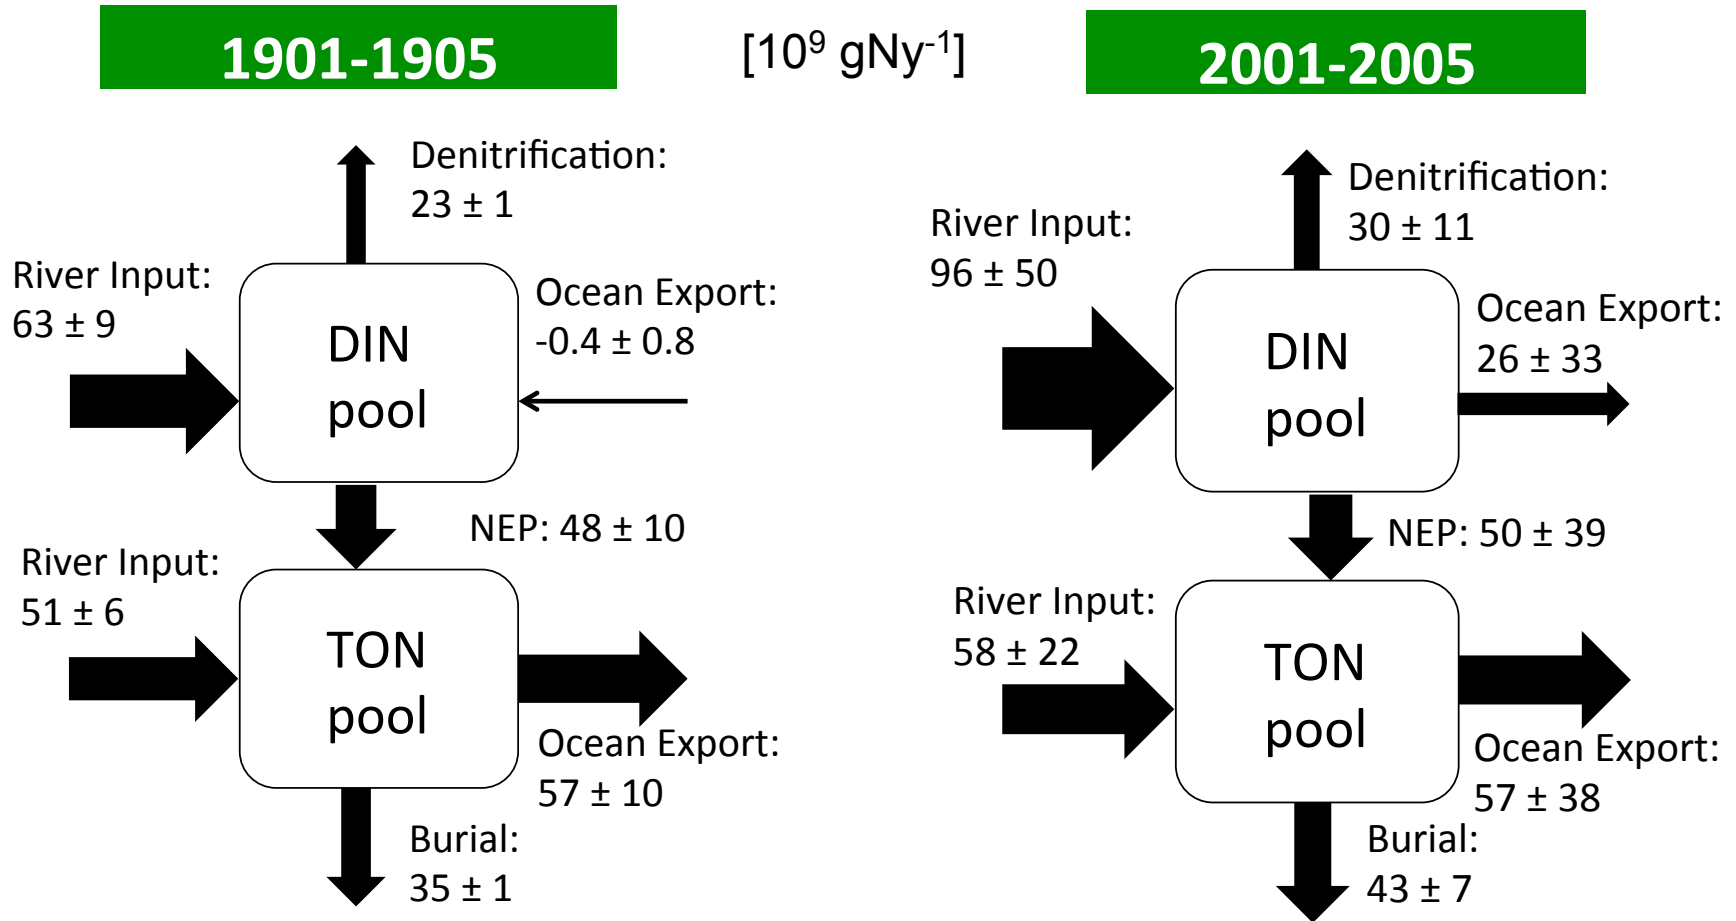 1901-1905
[10⁹ gNy⁻¹]
2001-2005
Denitrification:
23 ± 1
River Input:
63 ± 9
Ocean Export:
-0.4 ± 0.8
DIN
pool
NEP: 48 ± 10
River Input:
51 ± 6
TON
pool
Ocean Export:
57 ± 10
Burial:
35 ± 1
Denitrification:
30 ± 11
River Input:
96 ± 50
Ocean Export:
26 ± 33
DIN
pool
NEP: 50 ± 39
River Input:
58 ± 22
TON
pool
Ocean Export:
57 ± 38
Burial:
43 ± 7